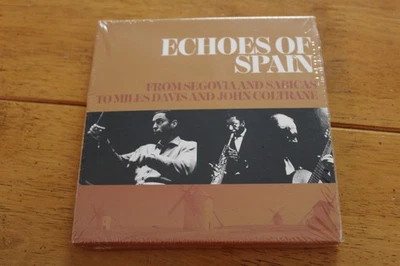 ECHOES OF
SPAIN
FROM SEGOVIA AND SABICAS
TO MILES DAVIS AND JOHN COLTRANE